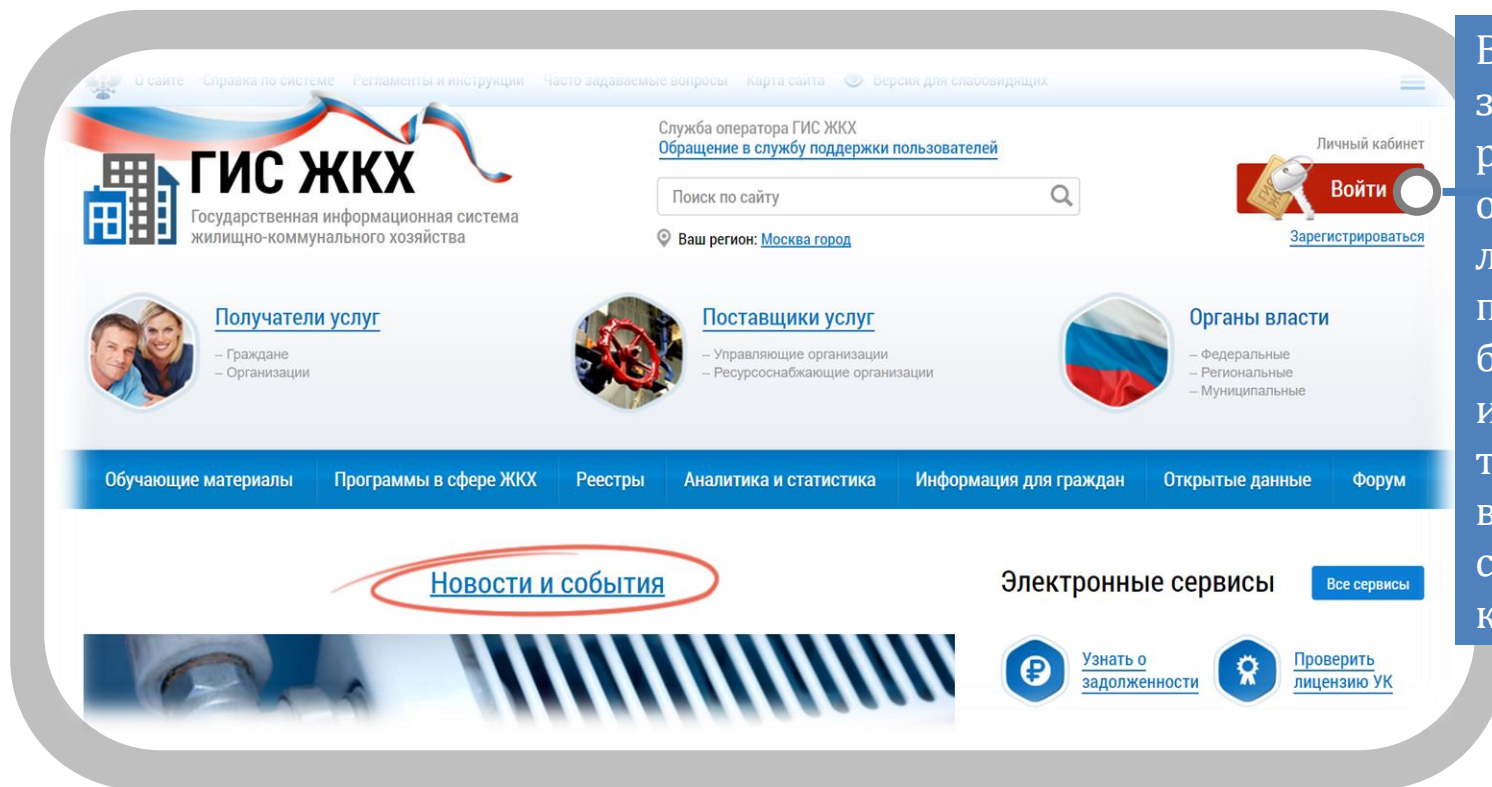 О сайте Справка по системе Регламенты и инструкции Часто задаваемые вопросы Карта сайта Версия для слабовидящих
ГИС ЖКХ
Государственная информационная система
жилищно-коммунального хозяйства
Служба оператора ГИС ЖКХ
Обращение в службу поддержки пользователей
Поиск по сайту
Ваш регион: Москва город
Личный кабинет
Войти
Зарегистрироваться
Получатели услуг
– Граждане
– Организации
Поставщики услуг
– Управляющие организации
– Ресурсоснабжающие организации
Органы власти
– Федеральные
– Региональные
– Муниципальные
Обучающие материалы Программы в сфере ЖКХ Реестры Аналитика и статистика Информация для граждан Открытые данные Форум
Новости и события
Электронные сервисы
Все сервисы
Узнать о
задолженности
Проверить
лицензию УК